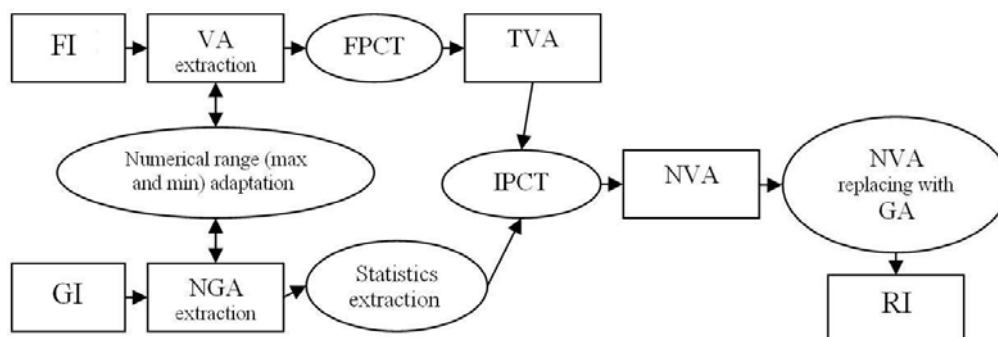 FI
VA
extraction
FPCT
TVA
Numerical range (max
and min) adaptation
IPCT
NVA
NVA
replacing with
GA
GI
NGA
extraction
Statistics
extraction
RI